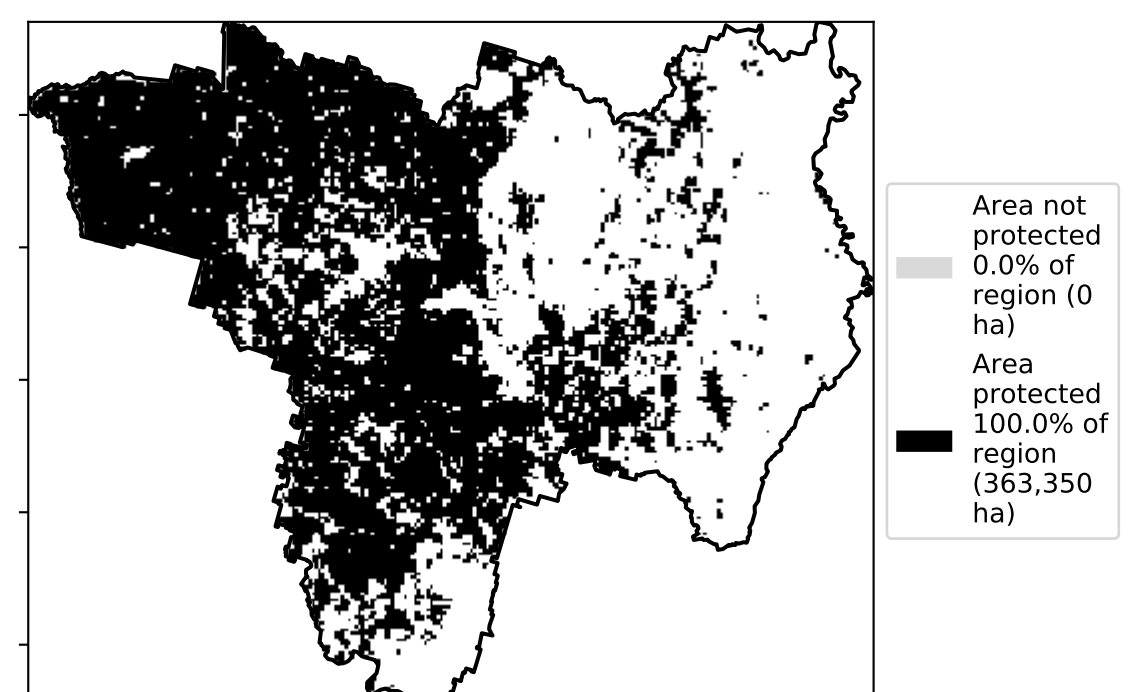 Area not
protected
0.0% of
region (0
ha)
Area
protected
100.0% of
region
(363,350
ha)